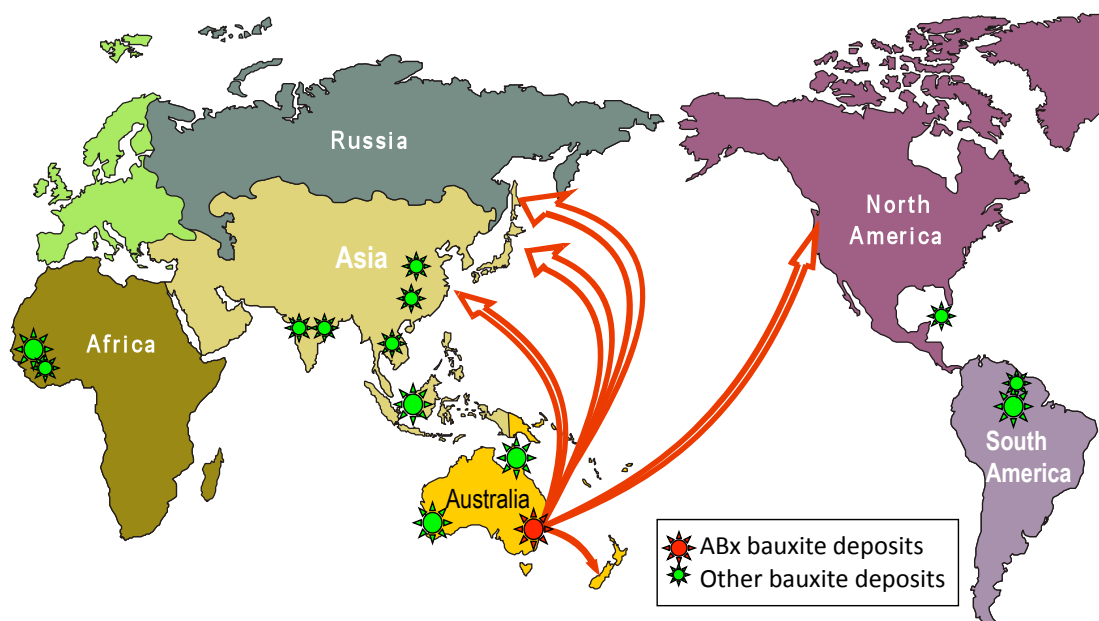 Russia
North
America
Asia
Africa
South
America
Australia
ABx bauxite deposits
Other bauxite deposits